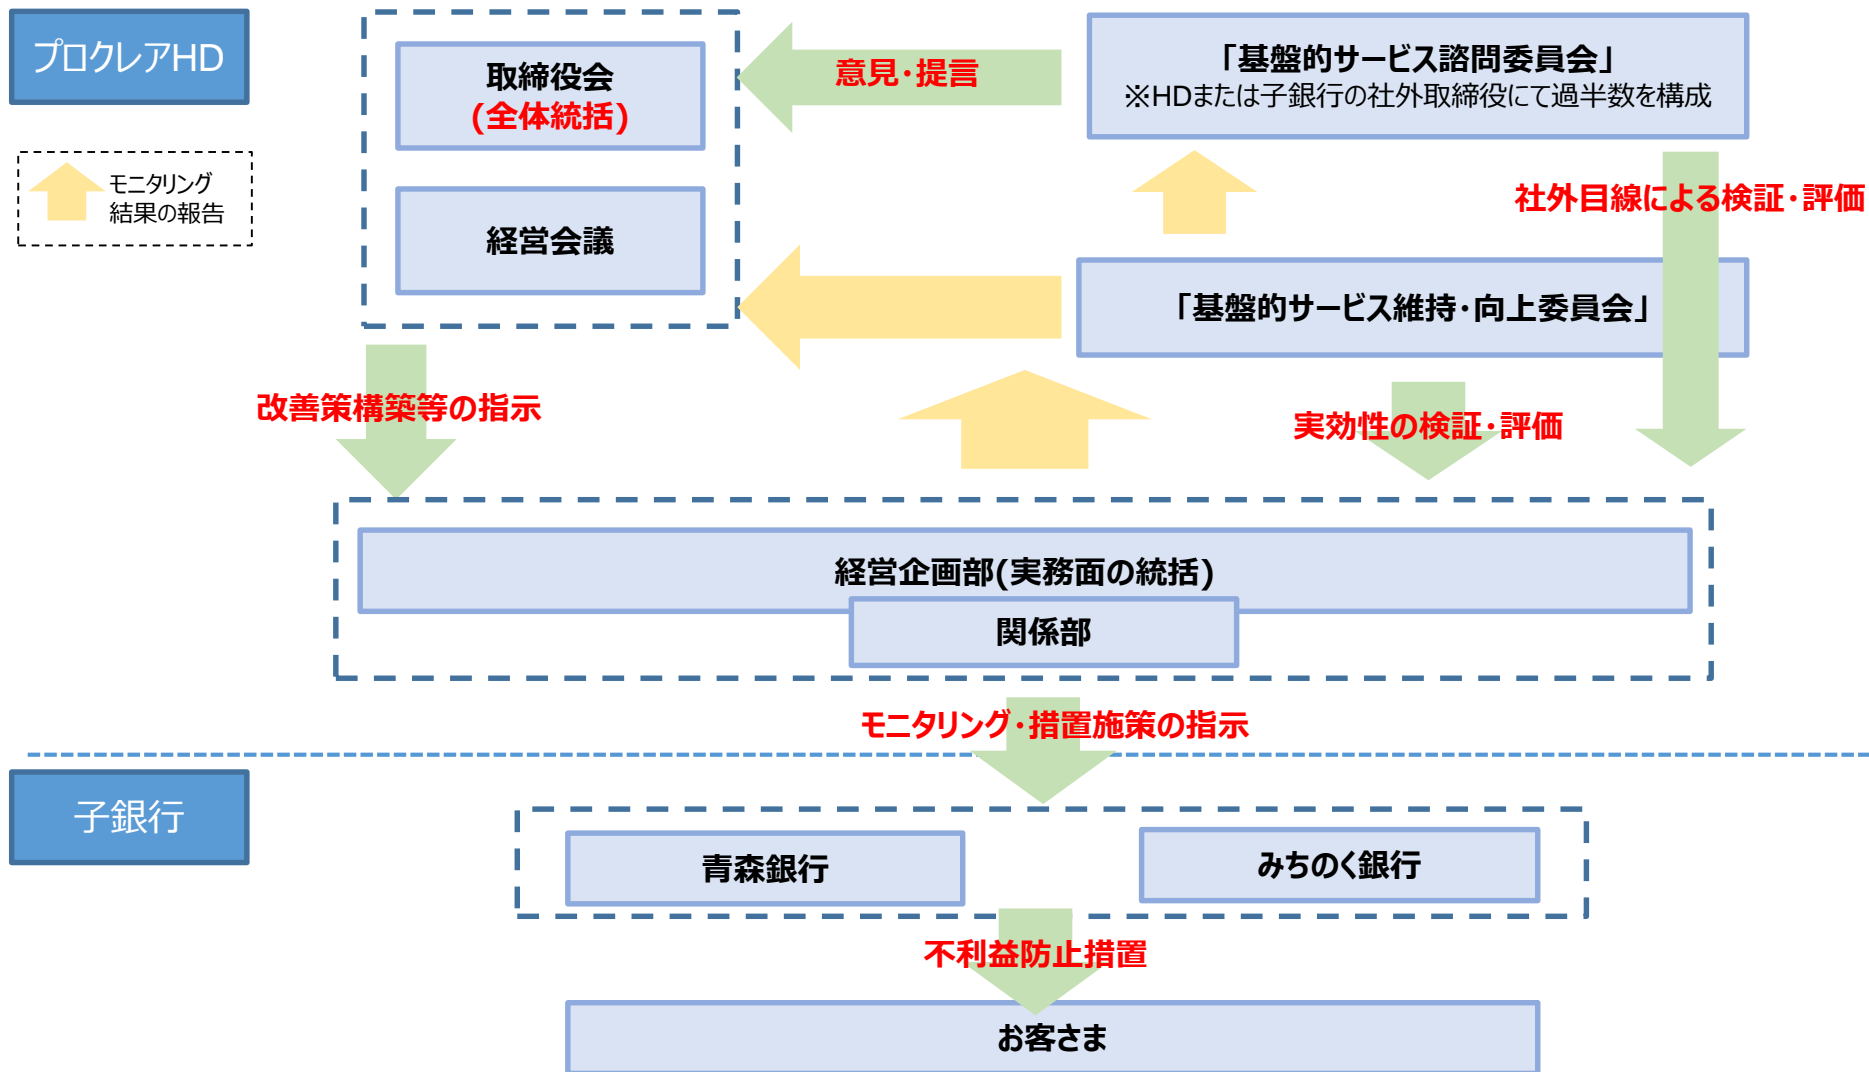 プロクレアHD
モニタリング
結果の報告
取締役会
(全体統括)
経営会議
意見・提言
「基盤的サービス諮問委員会」
※HDまたは子銀行の社外取締役にて過半数を構成
社外目線による検証・評価
「基盤的サービス維持・向上委員会」
改善策構築等の指示
実効性の検証・評価
経営企画部(実務面の統括)
関係部
モニタリング・措置施策の指示
子銀行
青森銀行
みちのく銀行
不利益防止措置
お客さま